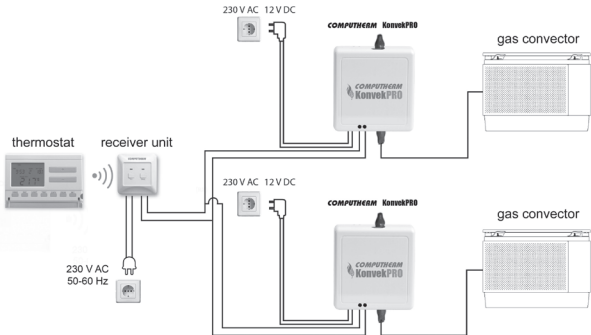 230 V AC 12 V DC
COMPUTHERM KonvekPRO
gas convector
COMPUTHERM
KonvekPRO
thermostat
receiver unit
230 V AC 12 V DC
COMPUTHERM KonvekPRO
gas convector
COMPUTHERM
KonvekPRO
230 V AC
50-60 Hz